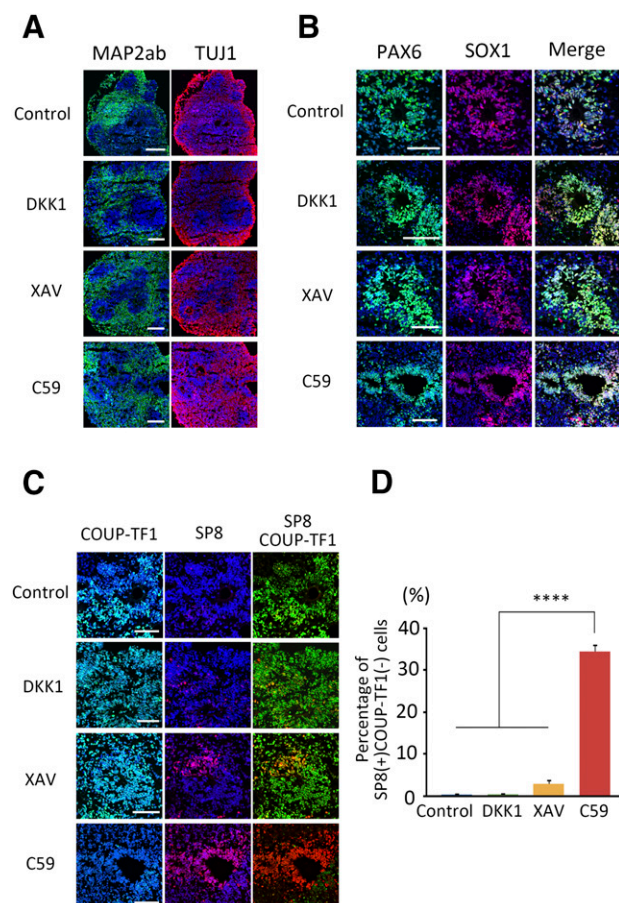 A
MAP2ab TUJ1
Control
DKK1
XAV
C59
B
PAX6 SOX1 Merge
Control
DKK1
XAV
C59
C
COUP-TF1 SP8 SP8
COUP-TF1
Control
DKK1
XAV
C59
D
(%)
****
Percentage of
SP8(+)COUP-TF1(-) cells
40
30
20
10
0
Control DKK1 XAV C59